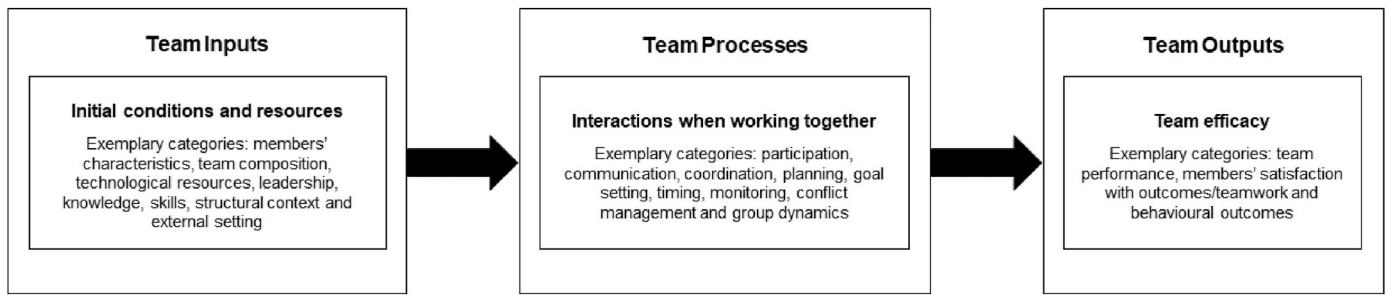 Team Inputs
Initial conditions and resources
Exemplary categories: members'
characteristics, team composition,
technological resources, leadership,
knowledge, skills, structural context and
external setting
Team Processes
Interactions when working together
Exemplary categories: participation,
communication, coordination, planning, goal
setting, timing, monitoring, conflict
management and group dynamics
Team Outputs
Team efficacy
Exemplary categories: team
performance, members' satisfaction
with outcomes/teamwork and
behavioural outcomes